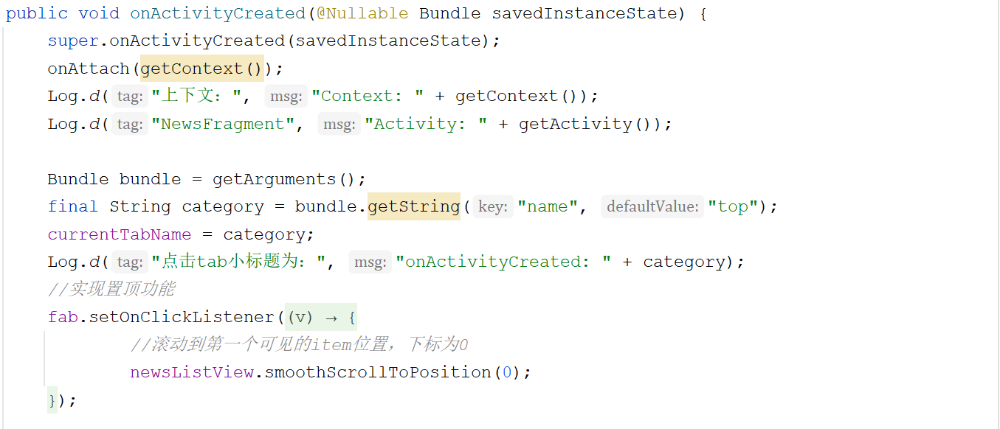 public void onActivityCreated(@Nullable Bundle savedInstanceState) {
super.onActivityCreated(savedInstanceState);
onAttach(getContext());
Log.d( tag: "上下文：", msg: "Context: " + getContext());
Log.d( tag: "NewsFragment", msg: "Activity: " + getActivity());
Bundle bundle = getArguments();
final String category = bundle.getString( key: "name", defaultValue: "top");
currentTabName = category;
Log.d( tag: "点击tab小标题为：", msg: "onActivityCreated: " + category);
//实现置顶功能
fab.setOnClickListener((v) → {
//滚动到第一个可见的item位置，下标为0
newsListView.smoothScrollToPosition(0);
});